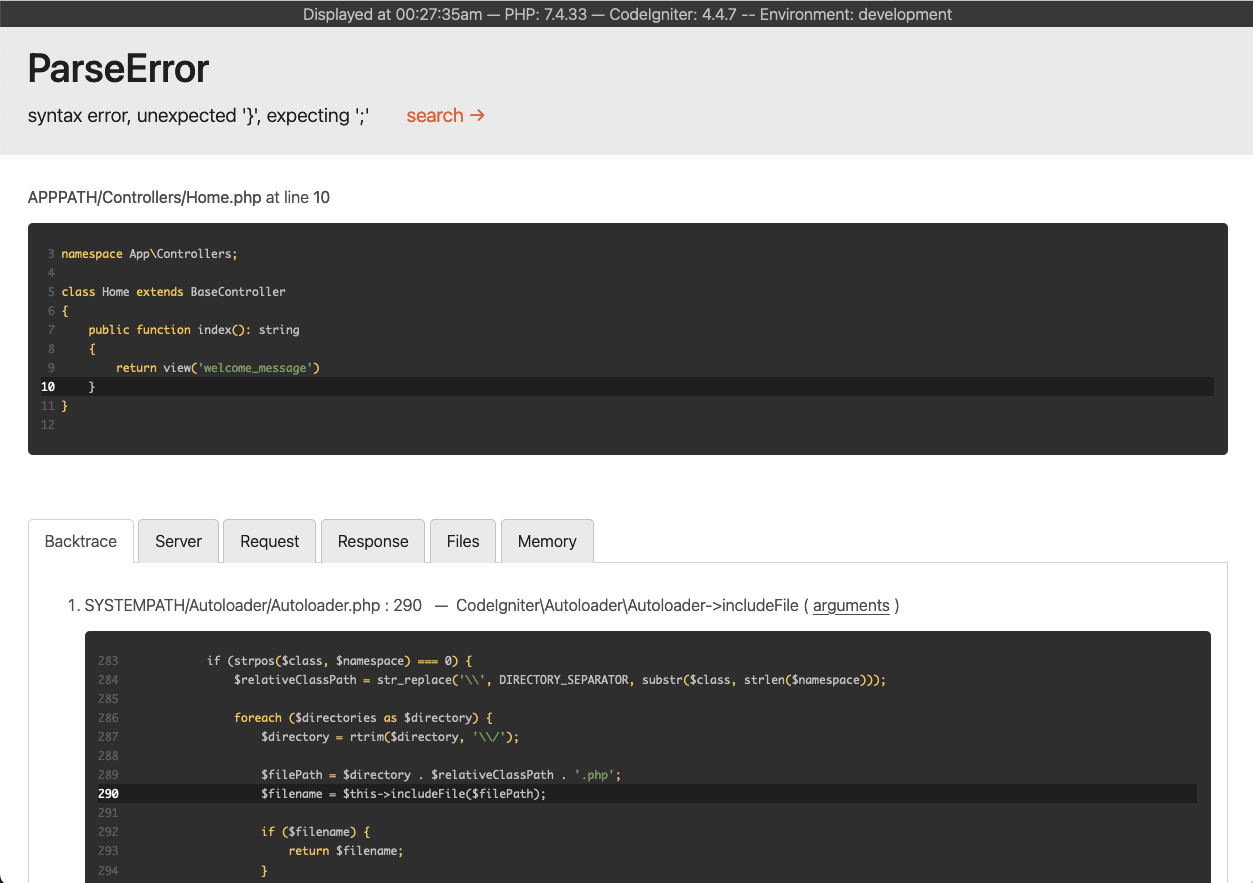 Displayed at 00:27:35am — PHP: 7.4.33 — CodeIgniter: 4.4.7 -- Environment: development
ParseError
syntax error, unexpected '}', expecting ';' search →
APPPATH/Controllers/Home.php at line 10
3 namespace App\Controllers;
4
5 class Home extends BaseController
6 {
7     public function index(): string
8     {
9         return view('welcome_message')
10     }
11 }
12
Backtrace Server Request Response Files Memory
1. SYSTEMPATH/Autoloader/Autoloader.php : 290 — CodeIgniter\Autoloader\Autoloader->includeFile ( arguments )
283             if (strpos($class, $namespace) === 0) {
284                 $relativeClassPath = str_replace('\\', DIRECTORY_SEPARATOR, substr($class, strlen($namespace)));
285
286                 foreach ($directories as $directory) {
287                     $directory = rtrim($directory, '\\/');
288
289                     $filePath = $directory . $relativeClassPath . '.php';
290                     $filename = $this->includeFile($filePath);
291
292                     if ($filename) {
293                         return $filename;
294                     }